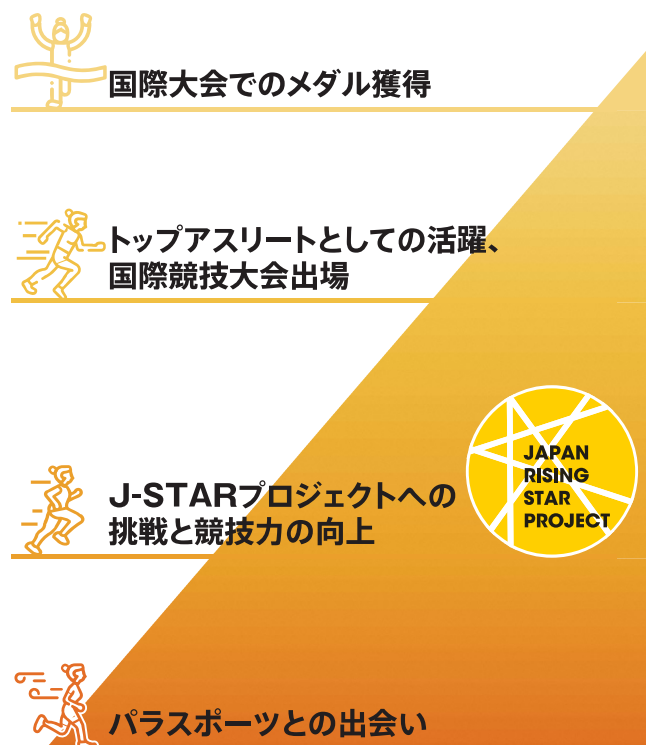 国際大会でのメダル獲得
トップアスリートとしての活躍、
国際競技大会出場
J-STARプロジェクトへの
挑戦と競技力の向上
JAPAN
RISING
STAR
PROJECT
パラスポーツとの出会い